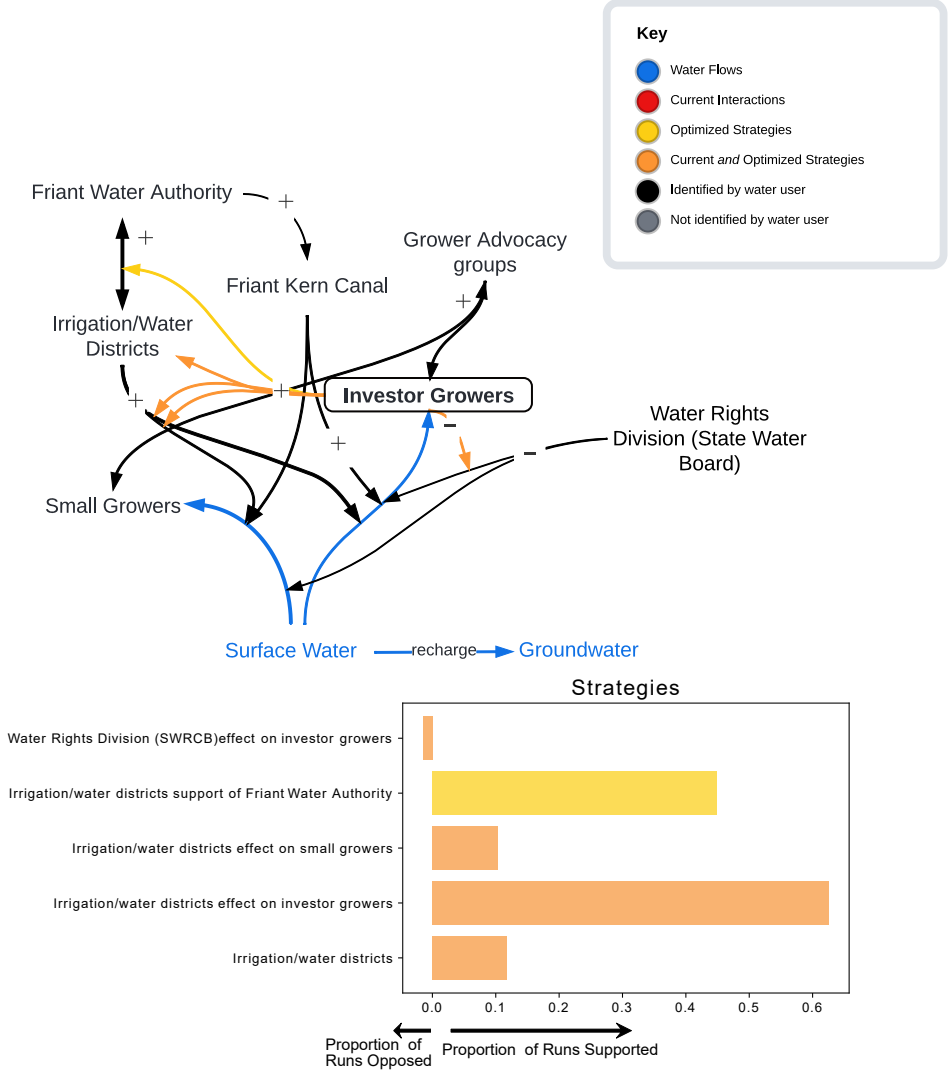 Key
Water Flows
Current Interactions
Optimized Strategies
Current and Optimized Strategies
Identified by water user
Not identified by water user
Friant Water Authority
+
+
Grower Advocacy
groups
Friant Kern Canal
+
Irrigation/Water
Districts
+
+
Investor Growers
-
Water Rights
Division (State Water
Board)
+
-
Small Growers
Surface Water
recharge
Groundwater
Strategies
Water Rights Division (SWRCB)effect on investor growers
Irrigation/water districts support of Friant Water Authority
Irrigation/water districts effect on small growers
Irrigation/water districts effect on investor growers
Irrigation/water districts
0.0 0.1 0.2 0.3 0.4 0.5 0.6
Proportion of
Runs Opposed
Proportion of Runs Supported